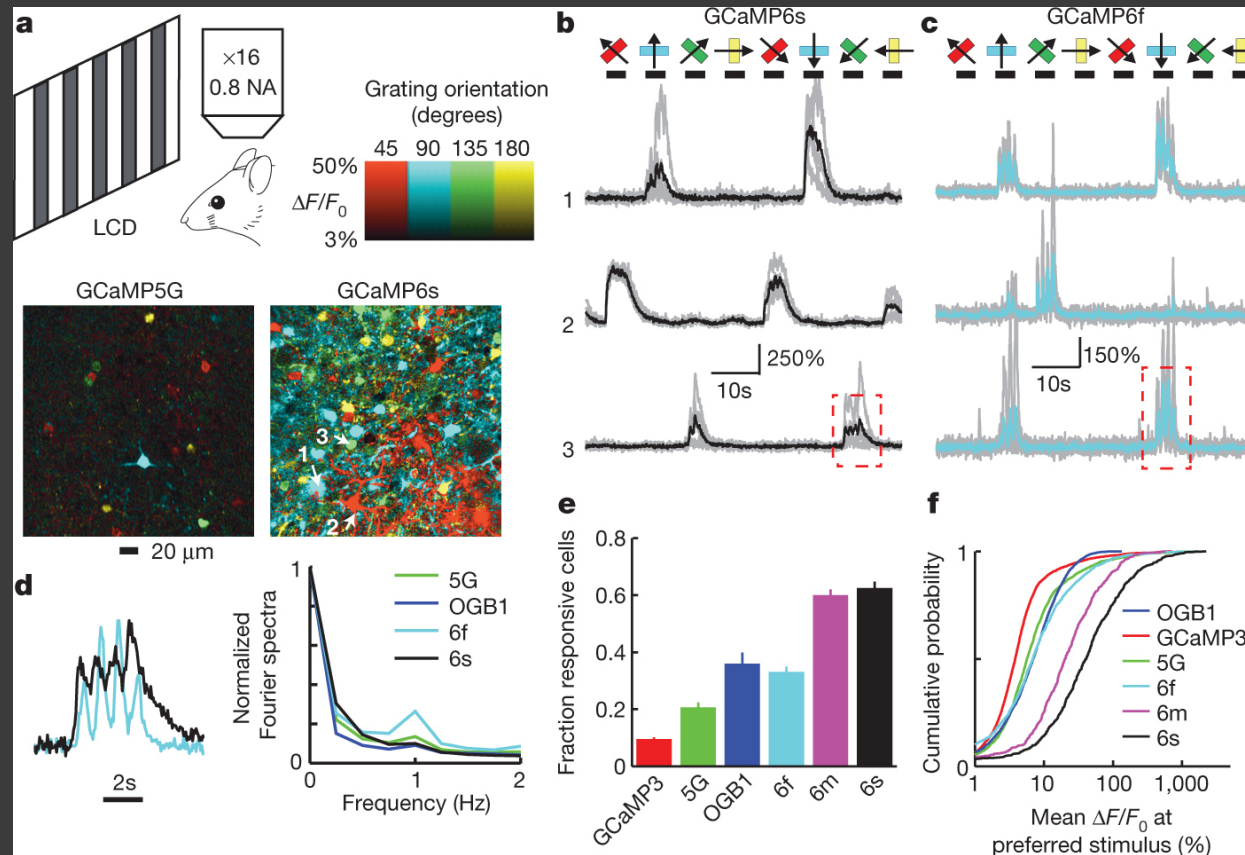 a
×16
0.8 NA
LCD
Grating orientation
(degrees)
45 90 135 180
50%
ΔF/F0
3%
GCaMP5G
GCaMP6s
3
1
2
20 μm
b
GCaMP6s
1
2
3
250%
10s
c
GCaMP6f
150%
10s
d
2s
Normalized
Fourier spectra
1
0
0 1 2
Frequency (Hz)
5G
OGB1
6f
6s
e
Fraction responsive cells
0.8
0.6
0.4
0.2
0
GCaMP3
5G
OGB1
6f
6m
6s
f
Cumulative probability
1
0
1 10 100 1,000
Mean ΔF/F0 at
preferred stimulus (%)
OGB1
GCaMP3
5G
6f
6m
6s